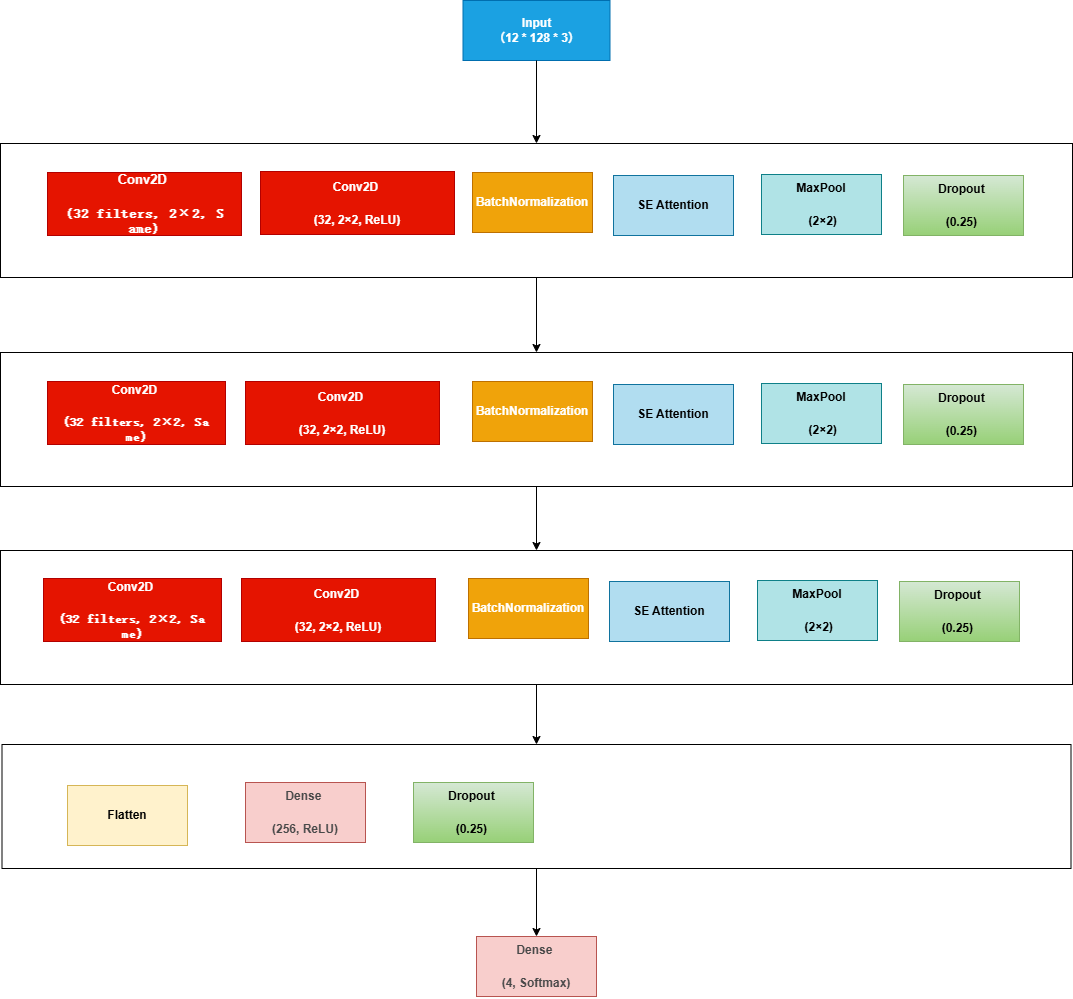 Input
(12 * 128 * 3)
Conv2D
(32 filters, 2×2, S
ame)
Conv2D
(32, 2×2, ReLU)
BatchNormalization
SE Attention
MaxPool
(2×2)
Dropout
(0.25)
Conv2D
(32 filters, 2×2, Sa
me)
Conv2D
(32, 2×2, ReLU)
BatchNormalization
SE Attention
MaxPool
(2×2)
Dropout
(0.25)
Conv2D
(32 filters, 2×2, Sa
me)
Conv2D
(32, 2×2, ReLU)
BatchNormalization
SE Attention
MaxPool
(2×2)
Dropout
(0.25)
Flatten
Dense
(256, ReLU)
Dropout
(0.25)
Dense
(4, Softmax)